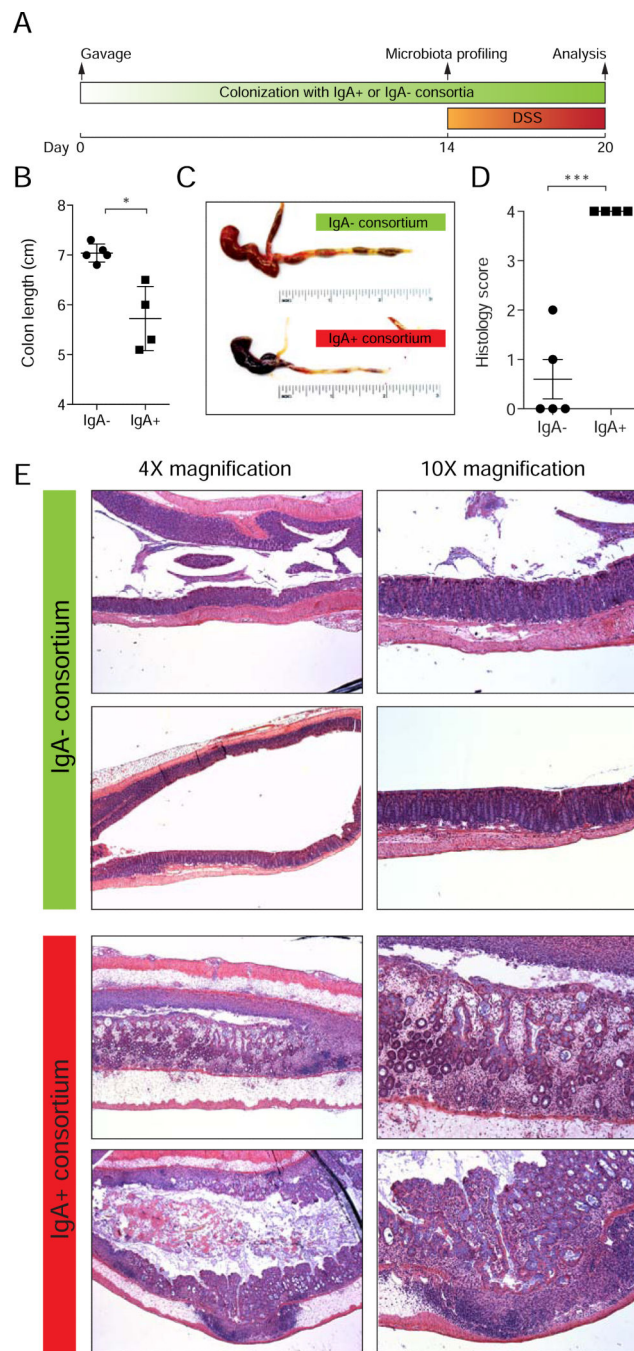 A
Gavage
Microbiota profiling
Analysis
Colonization with IgA+ or IgA- consortia
DSS
Day
0
14
20
B
Colon length (cm)
8
7
6
5
4
*
IgA-
IgA+
C
IgA- consortium
IgA+ consortium
D
Histology score
***
4
3
2
1
0
IgA-
IgA+
E
4X magnification
10X magnification
IgA- consortium
IgA+ consortium